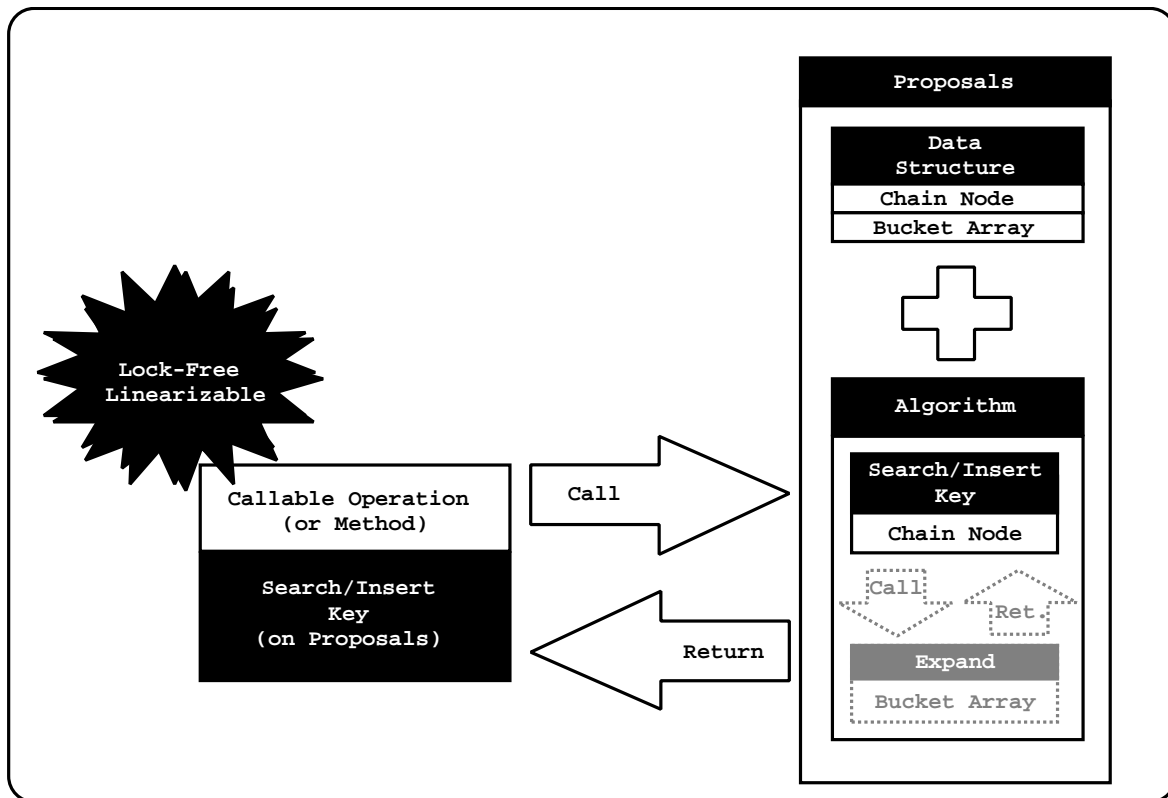 Proposals
Data
Structure
Chain Node
Bucket Array
Lock-Free
Linearizable
Algorithm
Callable Operation
(or Method)
Call
Search/Insert
Key
Chain Node
Search/Insert
Key
(on Proposals)
Return
Call
Ret.
Expand
Bucket Array